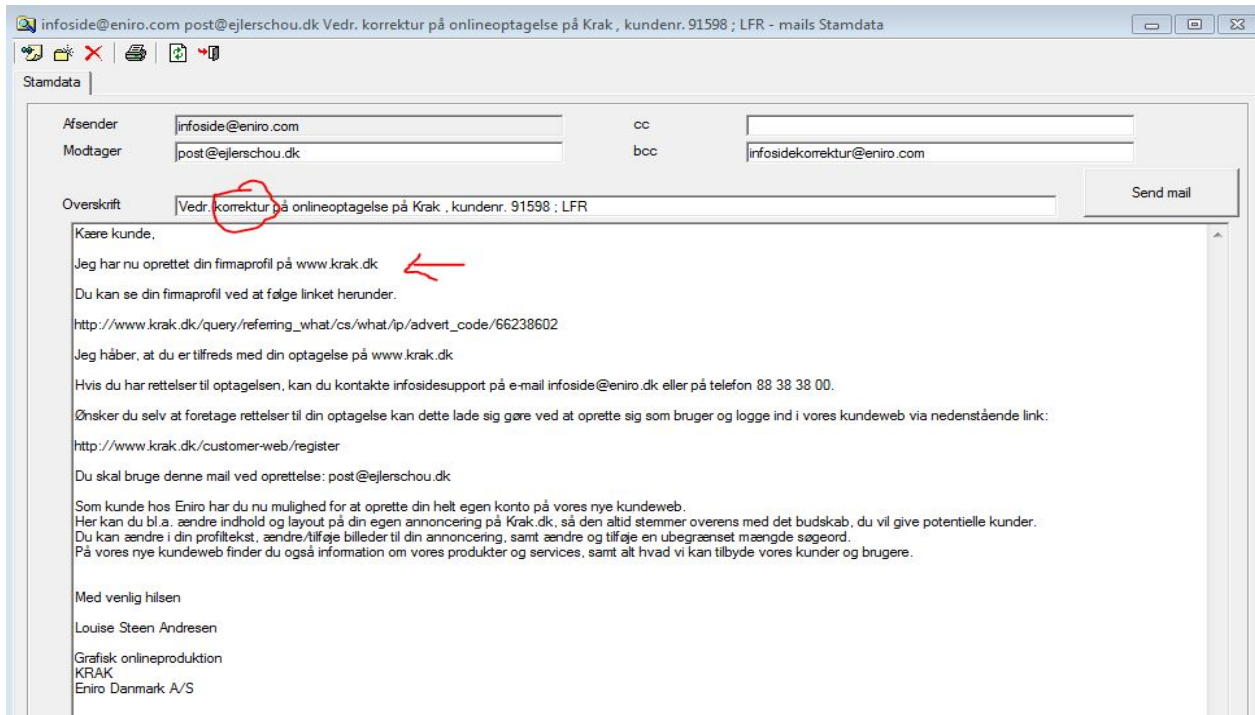 infoside@eniro.com post@ejlerschou.dk Vedr. korrektur på onlineoptagelse på Krak , kundenr. 91598 ; LFR - mails Stamdata
Stamdata
Afsender infoside@eniro.com cc
Modtager post@ejlerschou.dk bcc infosidekorrektur@eniro.com
Overskrift Vedr. korrektur på onlineoptagelse på Krak , kundenr. 91598 ; LFR Send mail
Kære kunde,
Jeg har nu oprettet din firmaprofil på www.krak.dk
Du kan se din firmaprofil ved at følge linket herunder.
http://www.krak.dk/query/referring_what/cs/what/ip/advert_code/66238602
Jeg håber, at du er tilfreds med din optagelse på www.krak.dk
Hvis du har rettelser til optagelsen, kan du kontakte infosidesupport på e-mail infoside@eniro.dk eller på telefon 88 38 38 00.
Ønsker du selv at foretage rettelser til din optagelse kan dette lade sig gøre ved at oprette sig som bruger og logge ind i vores kundeweb via nedenstående link:
http://www.krak.dk/customer-web/register
Du skal bruge denne mail ved oprettelse: post@ejlerschou.dk
Som kunde hos Eniro har du nu mulighed for at oprette din helt egen konto på vores nye kundeweb.
Her kan du bl.a. ændre indhold og layout på din egen annoncering på Krak.dk, så den altid stemmer overens med det budskab, du vil give potentielle kunder.
Du kan ændre i din profiltekst, ændre/tilføje billeder til din annoncering, samt ændre og tilføje en ubegrænset mængde søgeord.
På vores nye kundeweb finder du også information om vores produkter og services, samt alt hvad vi kan tilbyde vores kunder og brugere.
Med venlig hilsen
Louise Steen Andresen
Grafisk onlineproduktion
KRAK
Eniro Danmark A/S